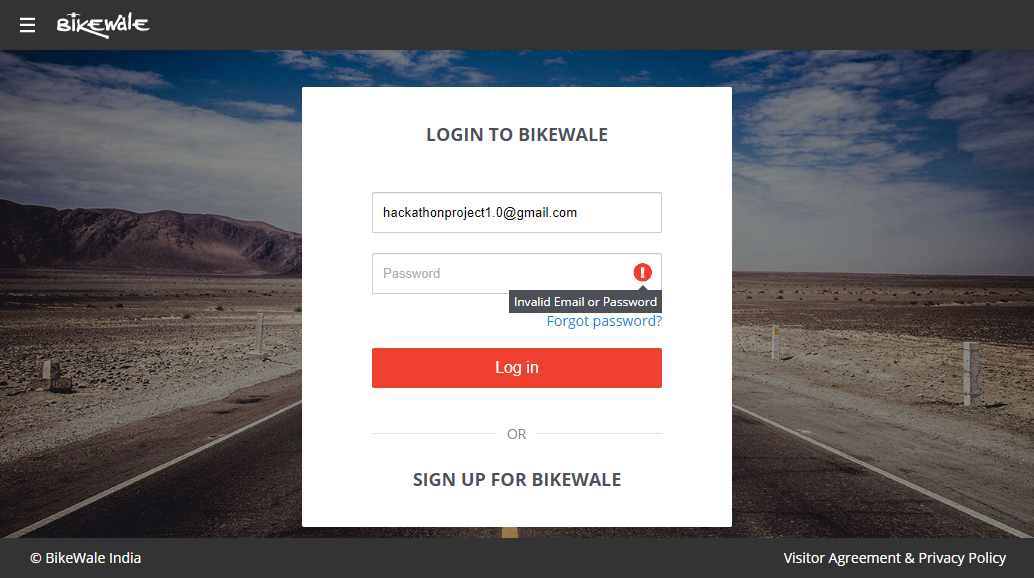 BikeWale
LOGIN TO BIKEWALE
hackathonproject1.0@gmail.com
Password
Invalid Email or Password
Forgot password?
Log in
OR
SIGN UP FOR BIKEWALE
© BikeWale India
Visitor Agreement & Privacy Policy